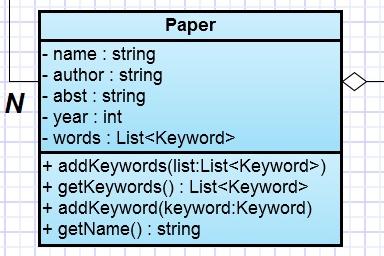 Paper
- name : string
- author : string
- abst : string
- year : int
- words : List<Keyword>
+ addKeywords(list:List<Keyword>)
+ getKeywords() : List<Keyword>
+ addKeyword(keyword:Keyword)
+ getName() : string
N